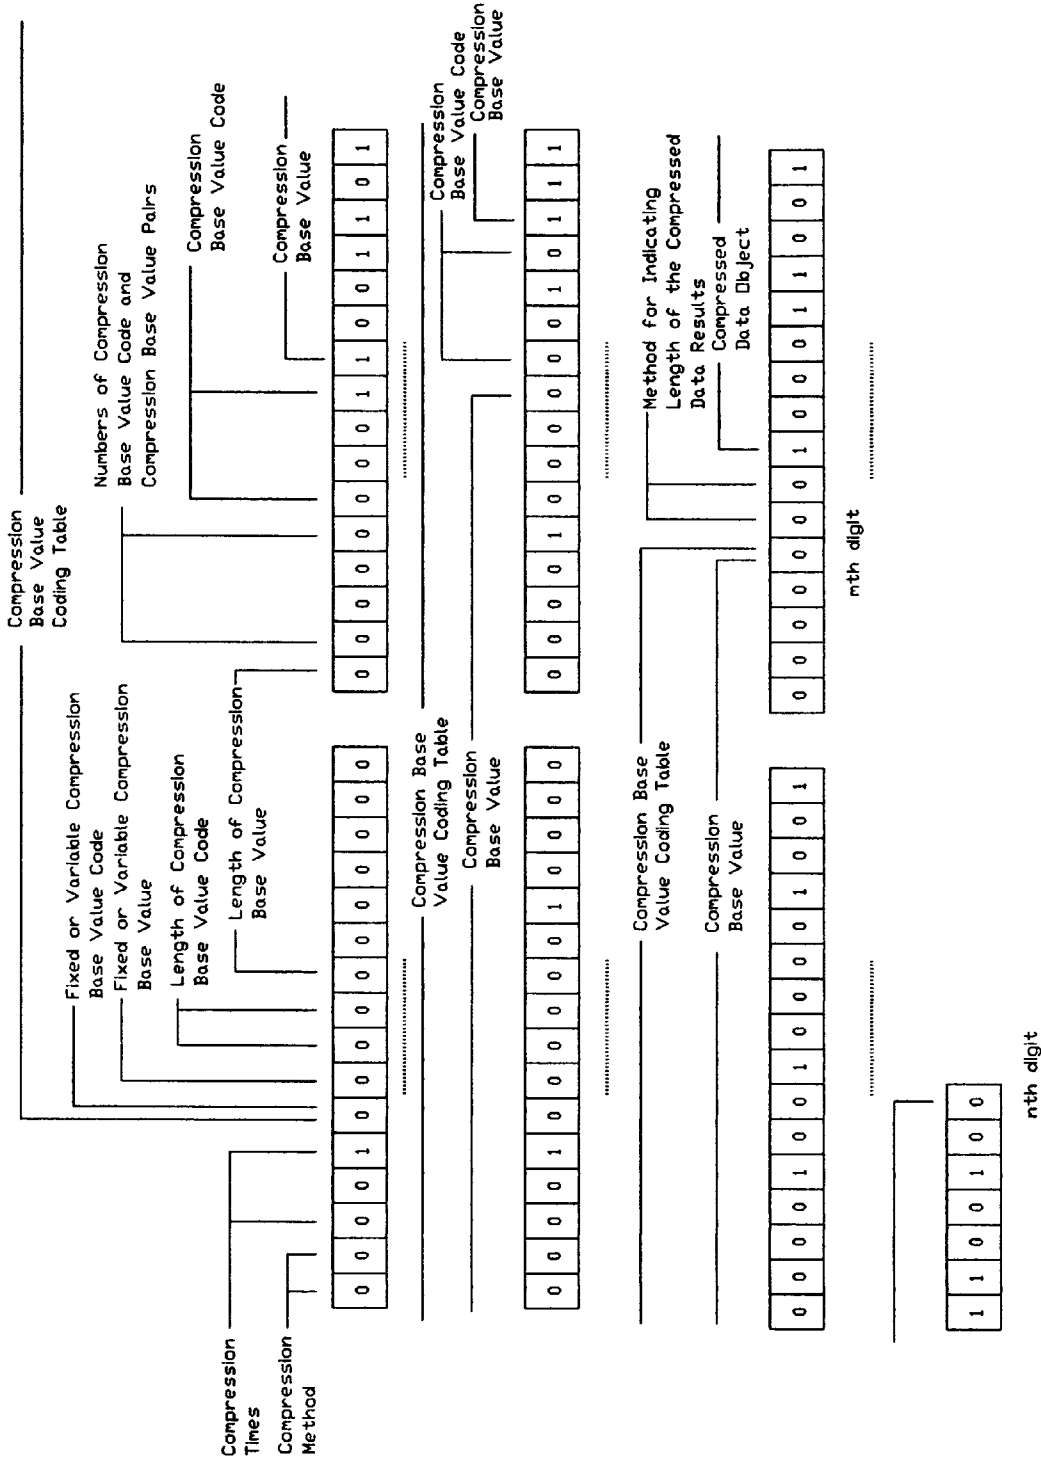 Compression
Base Value
Coding Table
Fixed or Variable Compression
Base Value Code
Fixed or Variable Compression
Base Value
Length of Compression
Base Value Code
Length of Compression
Base Value
Numbers of Compression
Base Value Code and
Compression Base Value Pairs
Compression
Base Value Code
Compression
Base Value
Compression
Times
Compression
Method
0 0 0 0 1 0 0 0 0 0 0 0 0 0 0 0
0 0 0 0 0 0 0 0 1 1 0 0 1 1 0 1
Compression Base
Value Coding Table
Compression
Base Value
Compression
Base Value Code
Compression
Base Value
0 0 0 0 1 0 0 0 0 0 0 1 0 0 0 0
0 0 0 0 1 0 0 0 0 0 0 1 0 1 1 1
Compression Base
Value Coding Table
Compression
Base Value
Method for Indicating
Length of the Compressed
Data Results
Compressed
Data Object
0 0 0 0 1 0 0 1 0 0 0 0 1 0 0 1
0 0 0 0 0 0 0 1 0 0 0 1 1 0 0 1
mth digit
1 1 0 0 1 0 0
nth digit